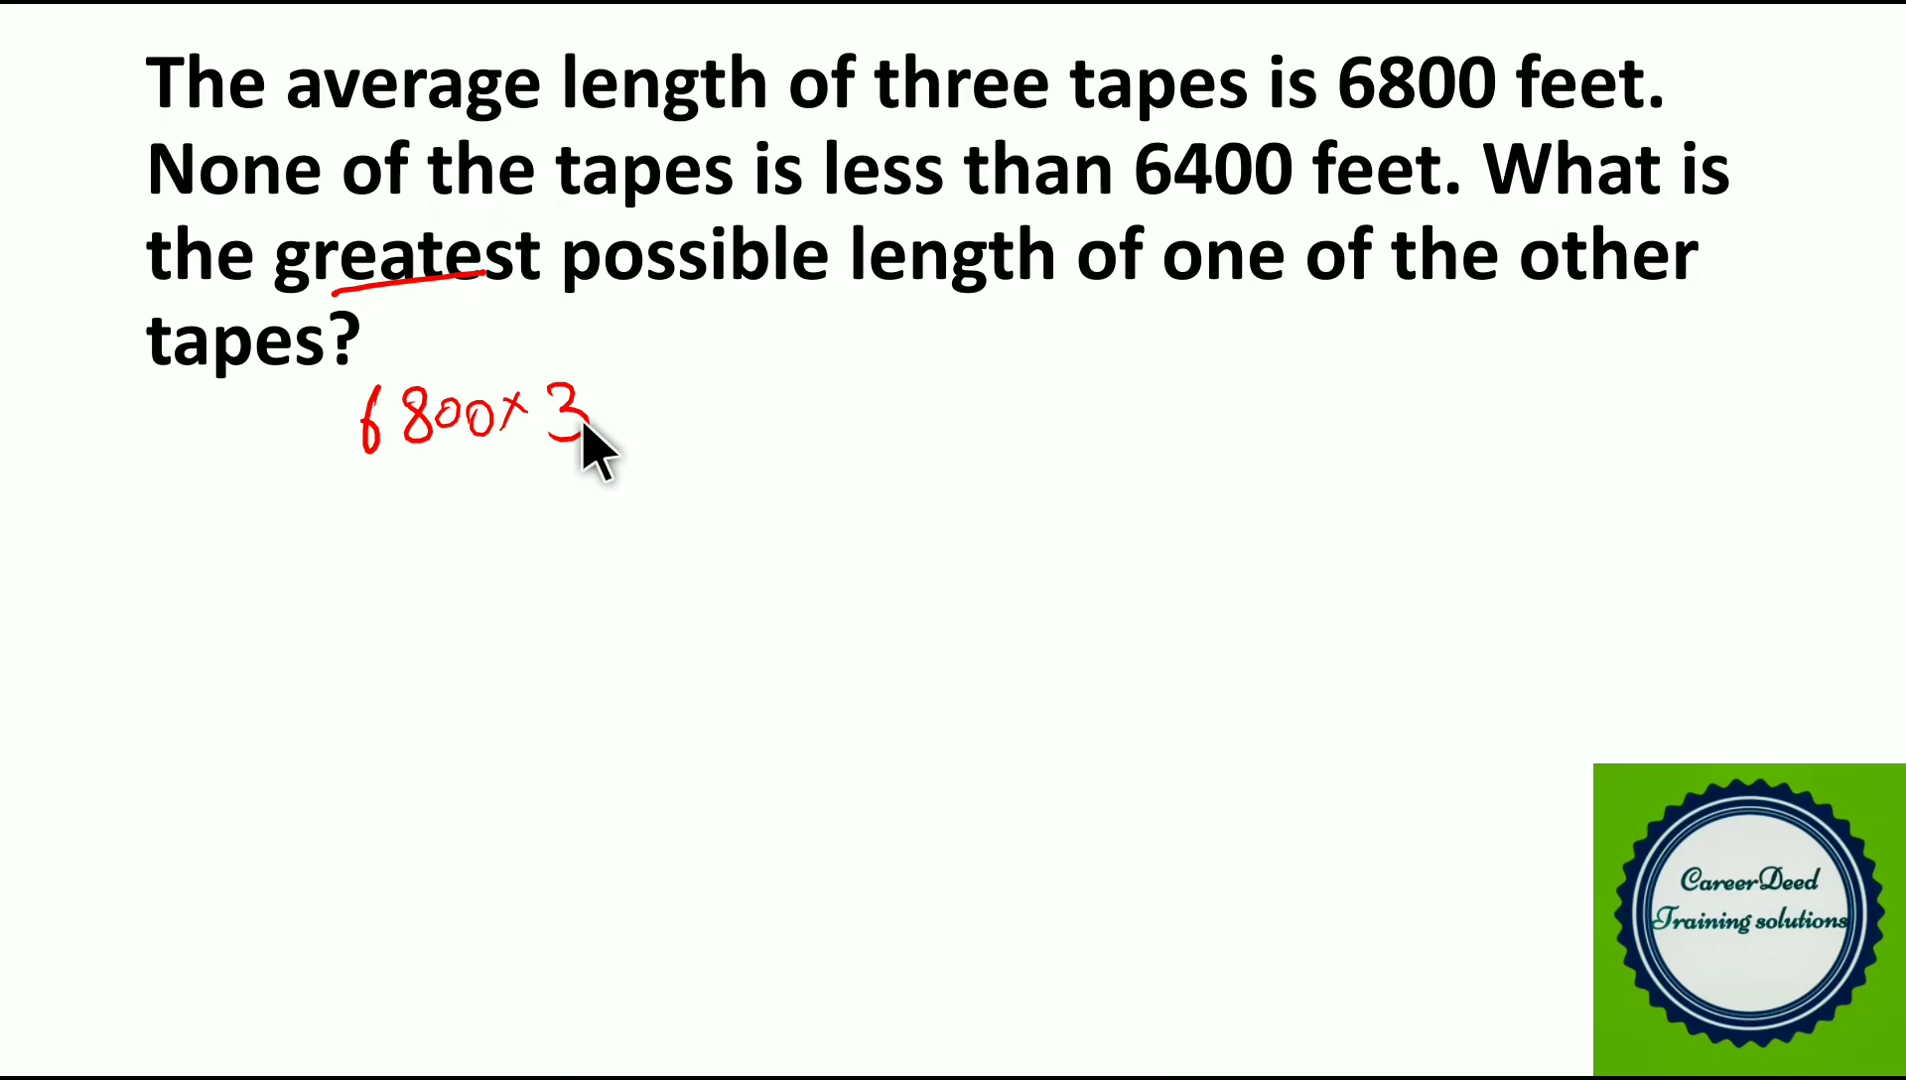 The average length of three tapes is 6800 feet.
None of the tapes is less than 6400 feet. What is
the greatest possible length of one of the other
tapes?
6800 × 3
CareerDeed
Training solutions